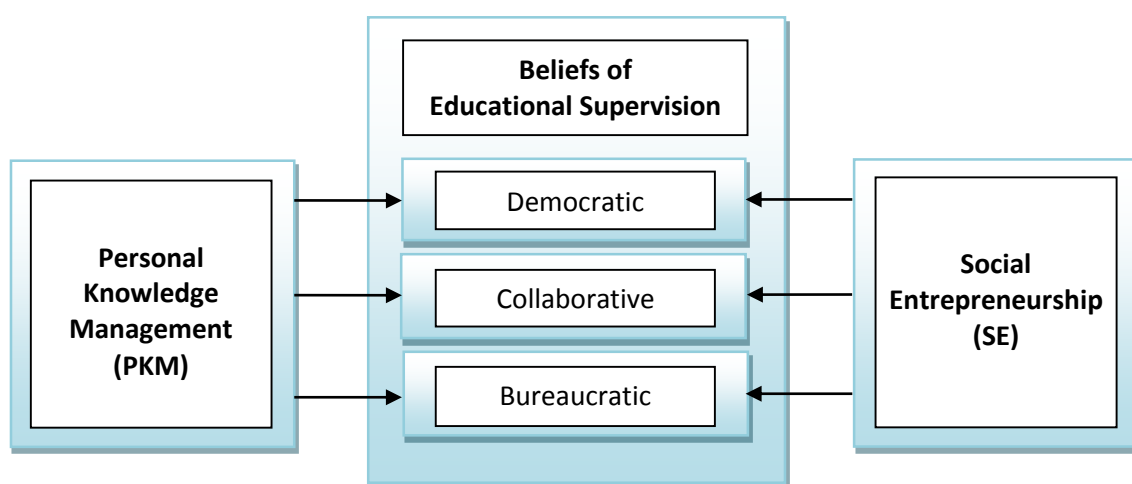 Beliefs of
Educational Supervision
Democratic
Collaborative
Bureaucratic
Personal
Knowledge
Management
(PKM)
Social
Entrepreneurship
(SE)